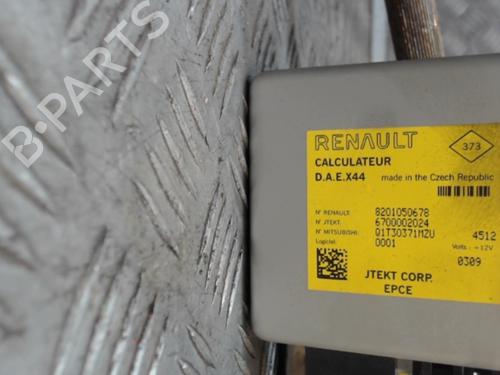 B-PARTS
RENAULT
373
CALCULATEUR
D.A.E.X44 made in the Czech Republic
N° RENAULT: 8201050678
N° JTEKT: 6700002024
N° MITSUBISHI: Q1T30371MZU 4512
Logiciel: 0001 Volts: = 12V
0309
JTEKT CORP.
EPCE